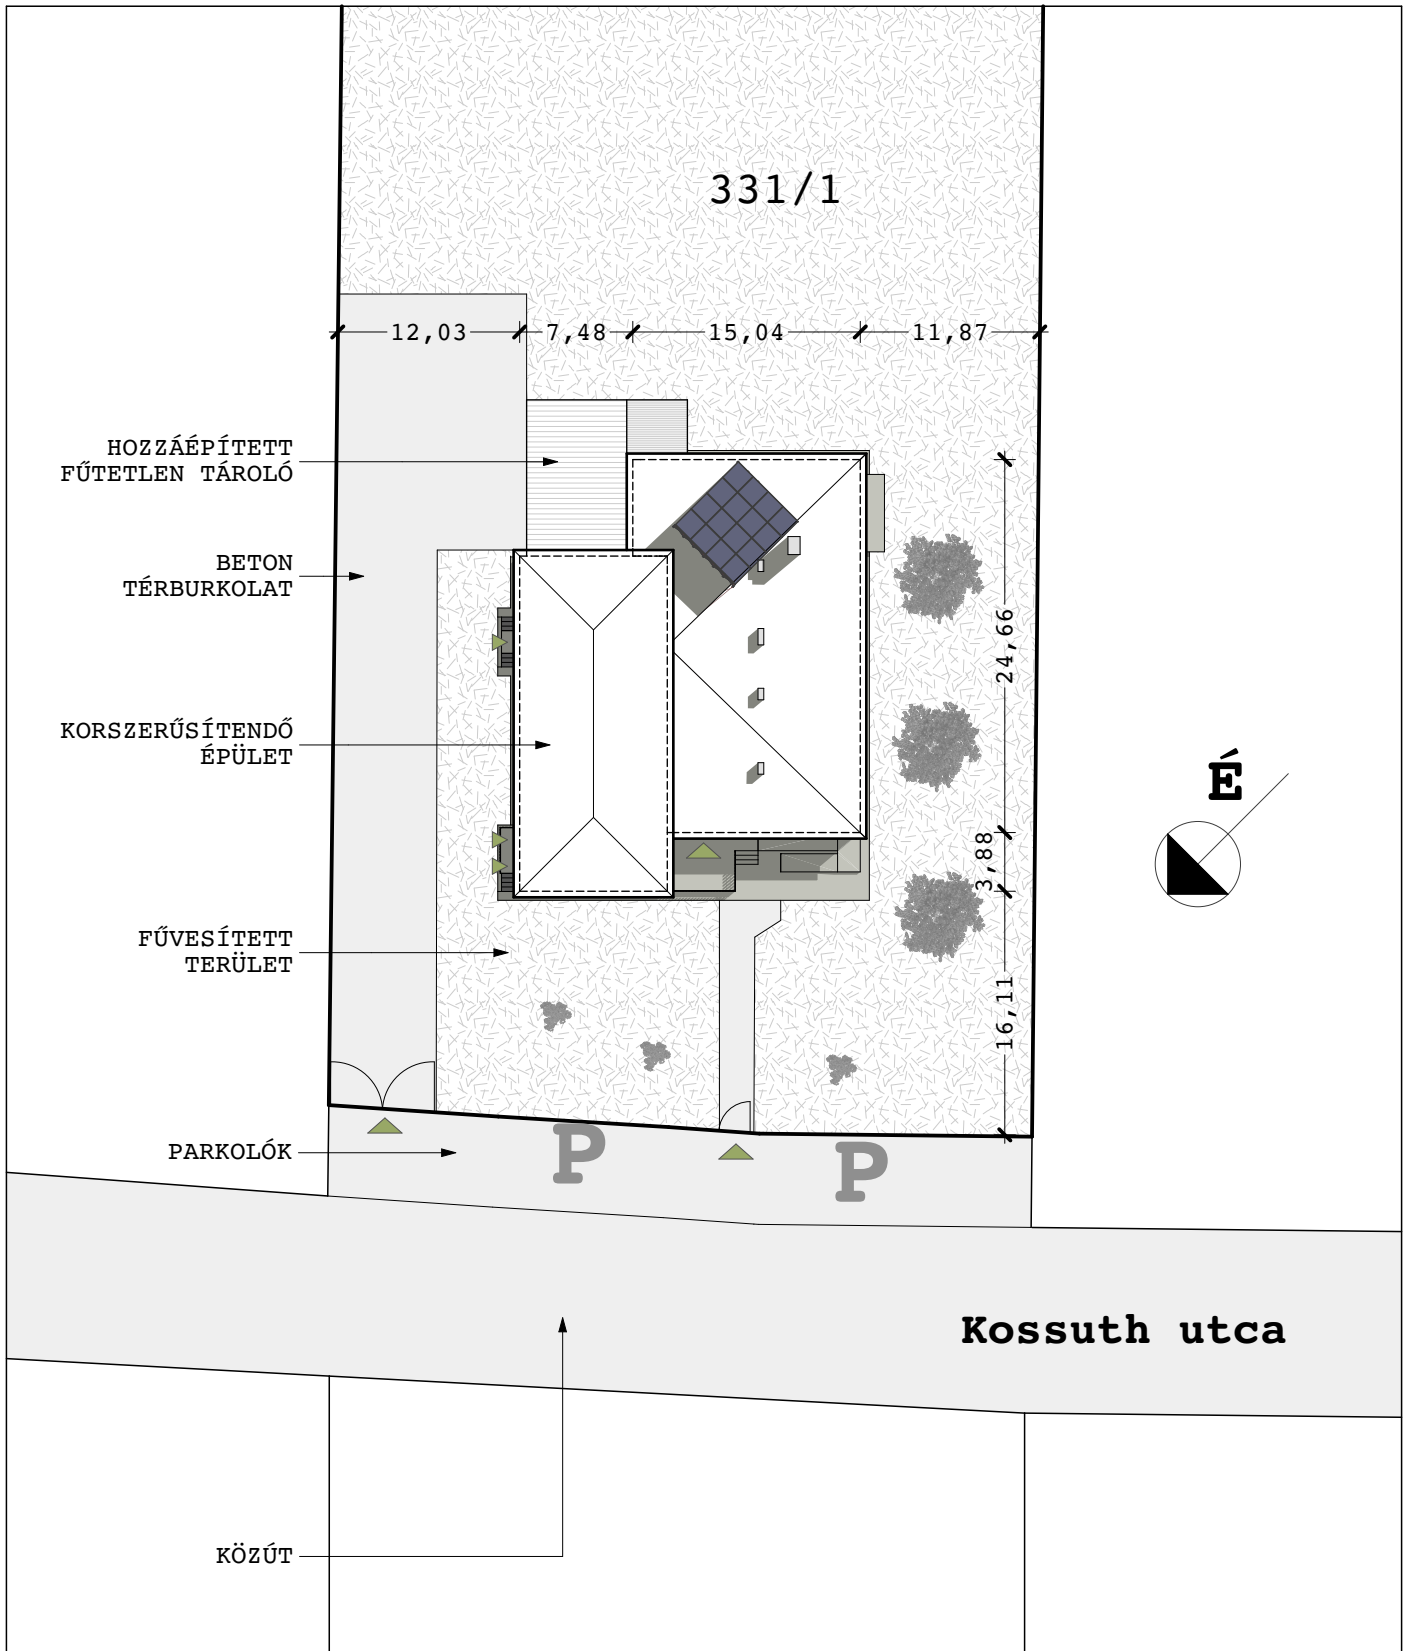 331/1
12,03
7,48
15,04
11,87
HOZZÁÉPÍTETT
FŰTETLEN TÁROLÓ
BETON
TÉRBURKOLAT
24,66
KORSZERŰSÍTENDŐ
ÉPÜLET
É
3,88
FŰVESÍTETT
TERÜLET
16,11
PARKOLÓK
P
P
Kossuth utca
KÖZÚT